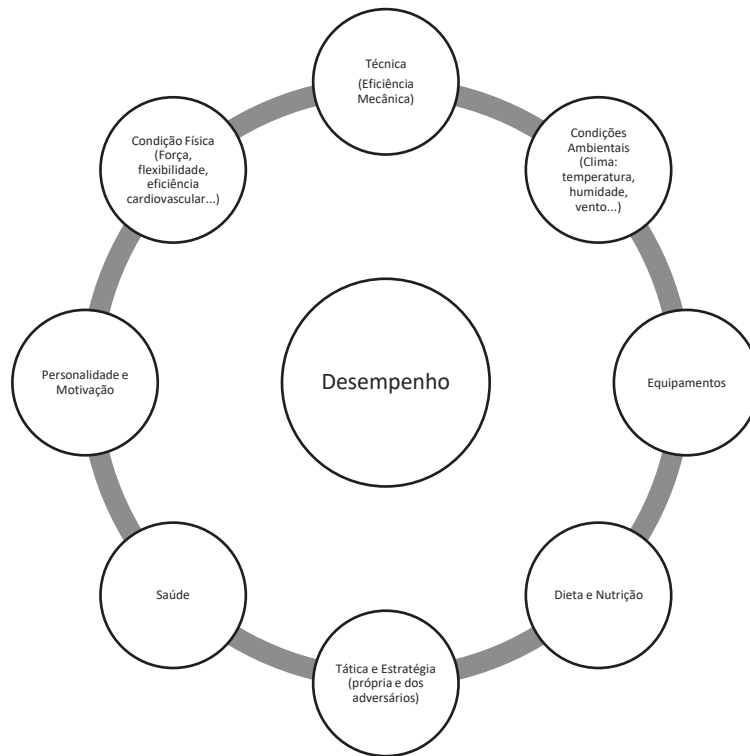 Técnica
(Eficiência
Mecânica)
Condições
Ambientais
(Clima:
temperatura,
humidade,
vento...)
Equipamentos
Dieta e Nutrição
Tática e Estratégia
(própria e dos
adversários)
Saúde
Personalidade e
Motivação
Condição Física
(Força,
flexibilidade,
eficiência
cardiovascular...)
Desempenho